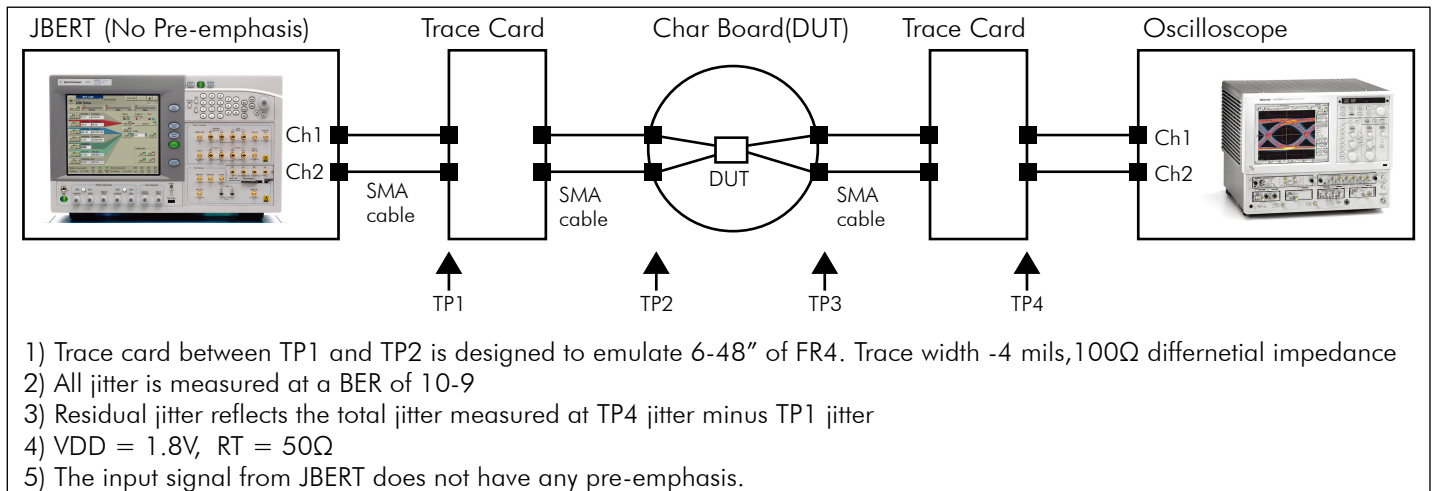 JBERT (No Pre-emphasis) Trace Card Char Board(DUT) Trace Card Oscilloscope
Ch1 Ch1
Ch2 Ch2
SMA cable
SMA cable
DUT
SMA cable
TP1 TP2 TP3 TP4
1) Trace card between TP1 and TP2 is designed to emulate 6-48” of FR4. Trace width -4 mils,100Ω differnetial impedance
2) All jitter is measured at a BER of 10-9
3) Residual jitter reflects the total jitter measured at TP4 jitter minus TP1 jitter
4) VDD = 1.8V, RT = 50Ω
5) The input signal from JBERT does not have any pre-emphasis.